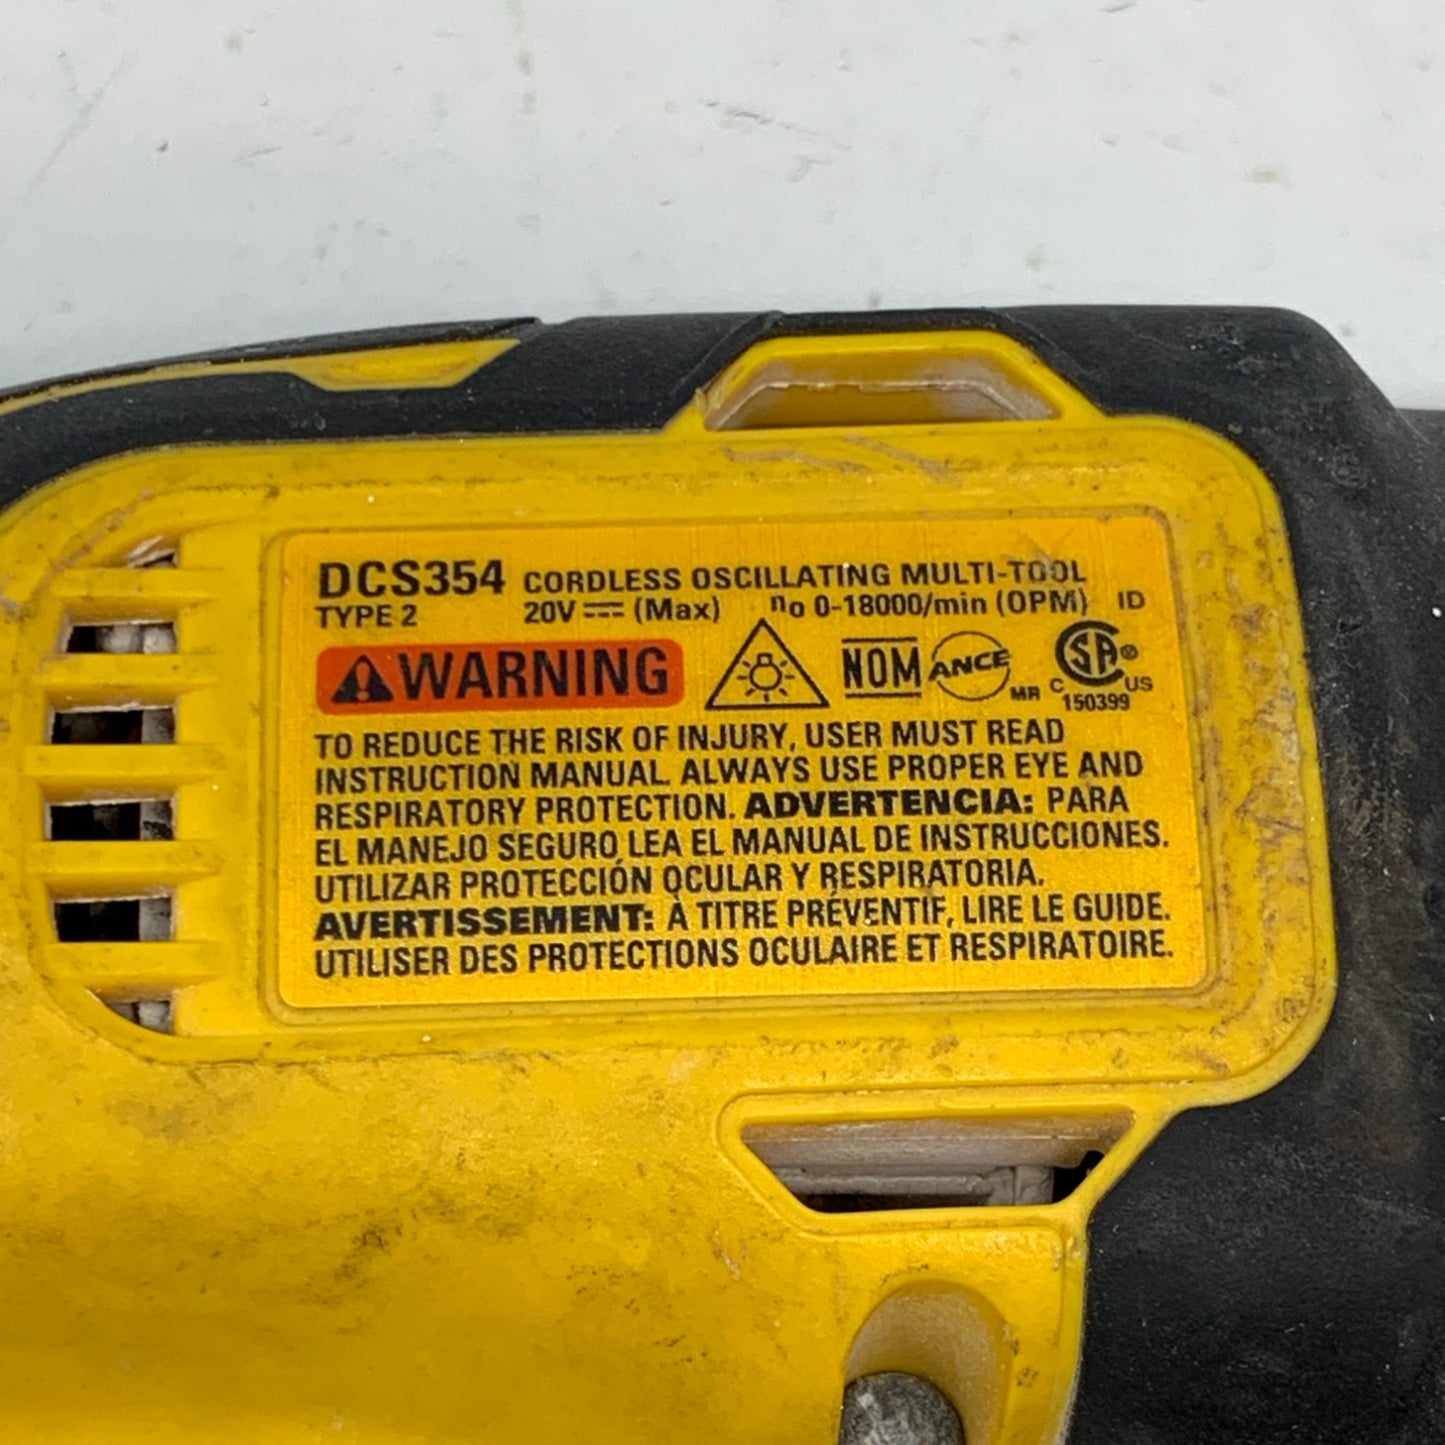 DCS354 CORDLESS OSCILLATING MULTI-TOOL
TYPE 2 20V ⎓ (Max) no 0-18000/min (OPM) ID
WARNING NOM ANCE MR C SA ® US 150399
TO REDUCE THE RISK OF INJURY, USER MUST READ
INSTRUCTION MANUAL. ALWAYS USE PROPER EYE AND
RESPIRATORY PROTECTION. ADVERTENCIA: PARA
EL MANEJO SEGURO LEA EL MANUAL DE INSTRUCCIONES.
UTILIZAR PROTECCIÓN OCULAR Y RESPIRATORIA.
AVERTISSEMENT: À TITRE PRÉVENTIF, LIRE LE GUIDE.
UTILISER DES PROTECTIONS OCULAIRE ET RESPIRATOIRE.